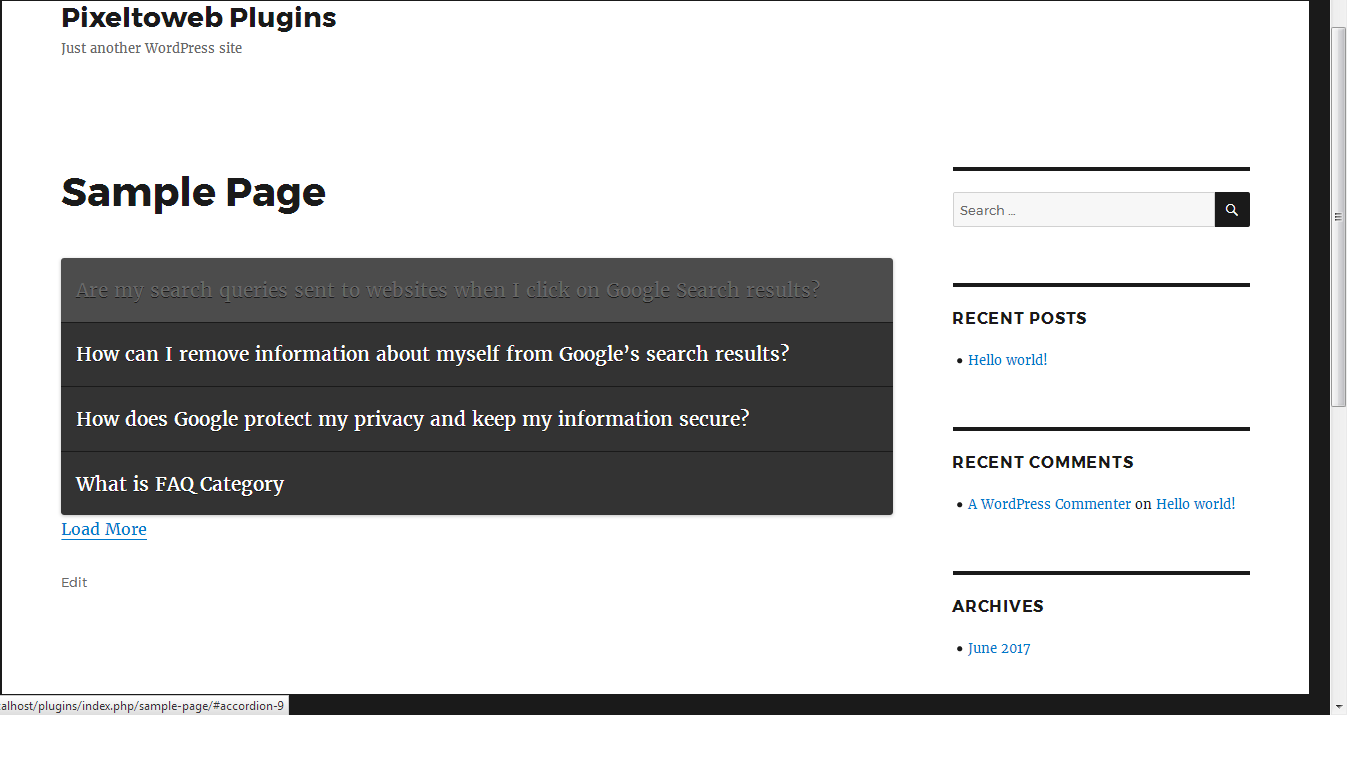 Pixeltoweb Plugins
Just another WordPress site
Sample Page
Are my search queries sent to websites when I click on Google Search results?
How can I remove information about myself from Google’s search results?
How does Google protect my privacy and keep my information secure?
What is FAQ Category
Load More
Edit
Search …
RECENT POSTS
Hello world!
RECENT COMMENTS
A WordPress Commenter on Hello world!
ARCHIVES
June 2017
alhost/plugins/index.php/sample-page/#accordion-9